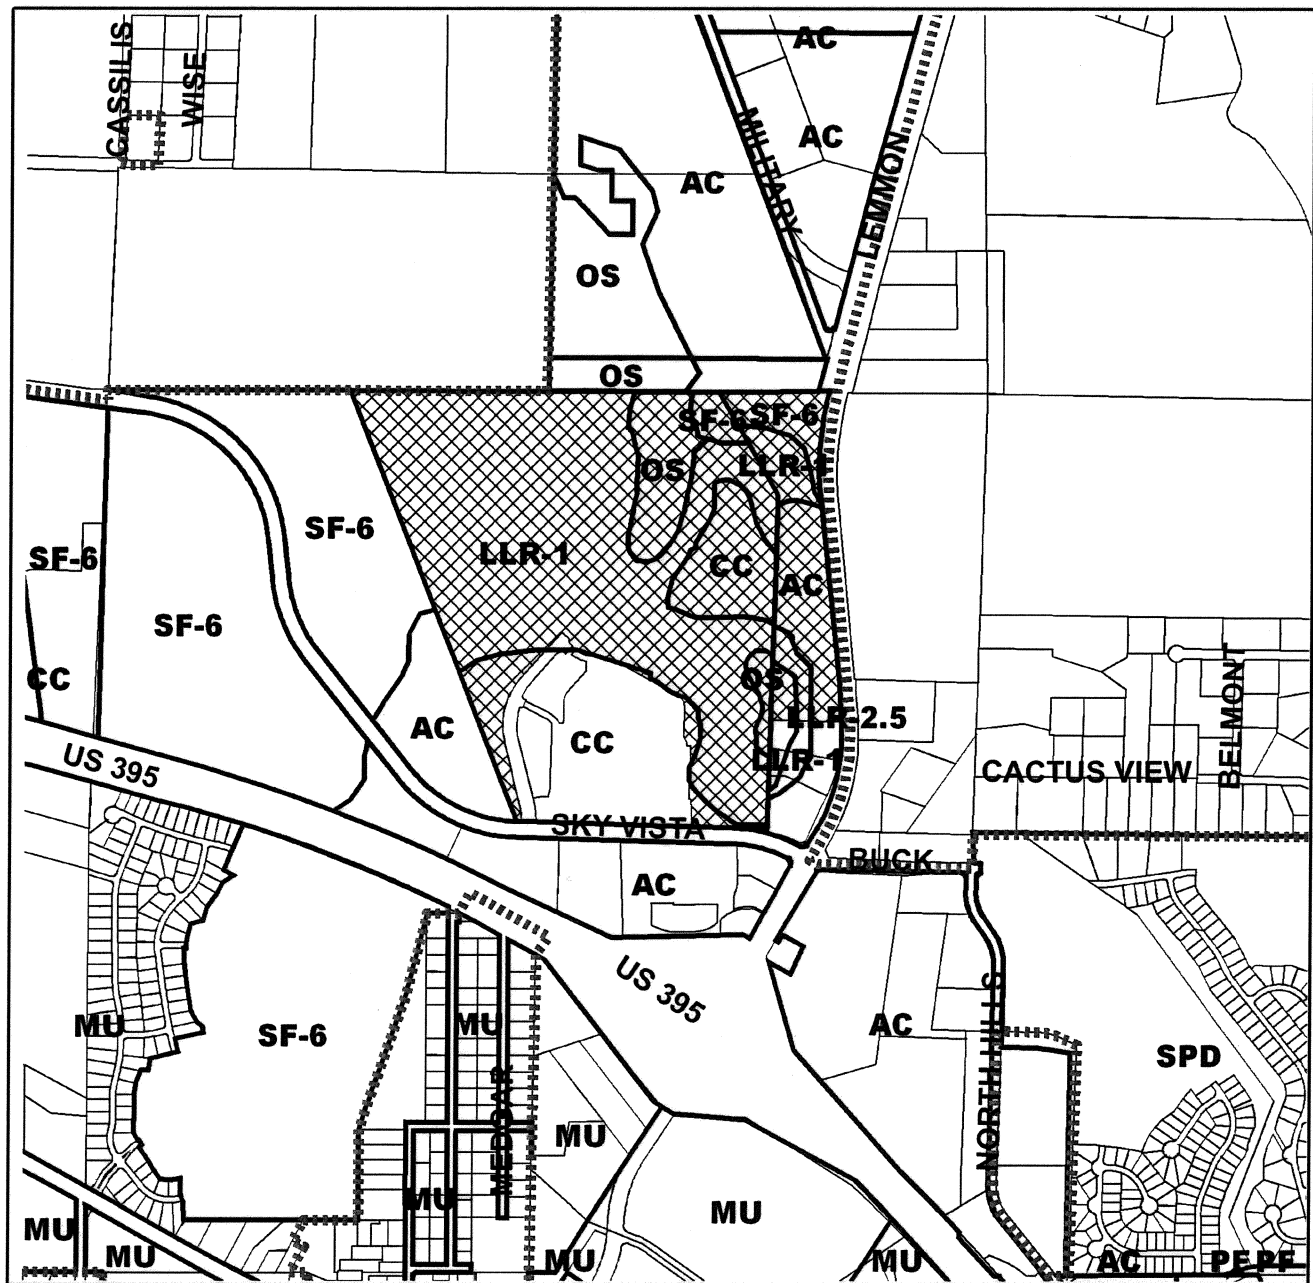 CASSILIS
WISE
AC
MILITARY
AC
LEMMON
AC
OS
OS
SF-6
SF-6
OS
LLR-1
SF-6
LLR-1
CC
AC
SF-6
SF-6
CC
OS
AC
CC
LLR-2.5
LLR-1
BELMONT
CACTUS VIEW
US 395
SKY VISTA
BUCK
AC
US 395
MU
SF-6
MU
AC
NORTH HILLS
SPD
MEDGAR
MU
MU
MU
MU
MU
MU
MU
AC
PF
PF